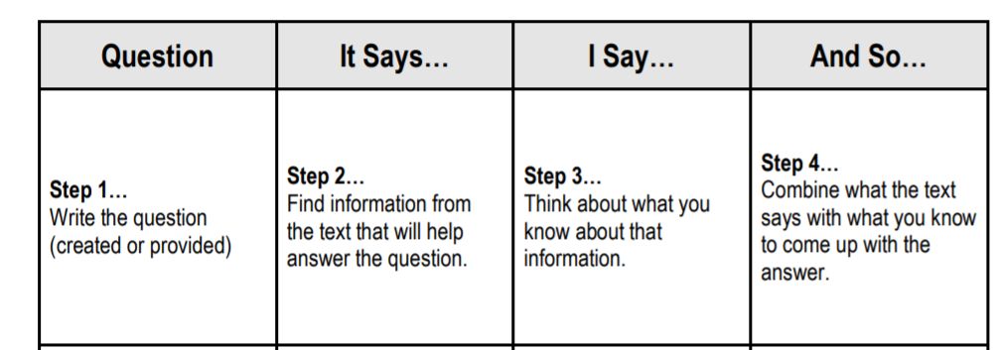 Question
It Says…
I Say…
And So…
Step 1…
Write the question
(created or provided)
Step 2…
Find information from
the text that will help
answer the question.
Step 3…
Think about what you
know about that
information.
Step 4…
Combine what the text
says with what you know
to come up with the
answer.